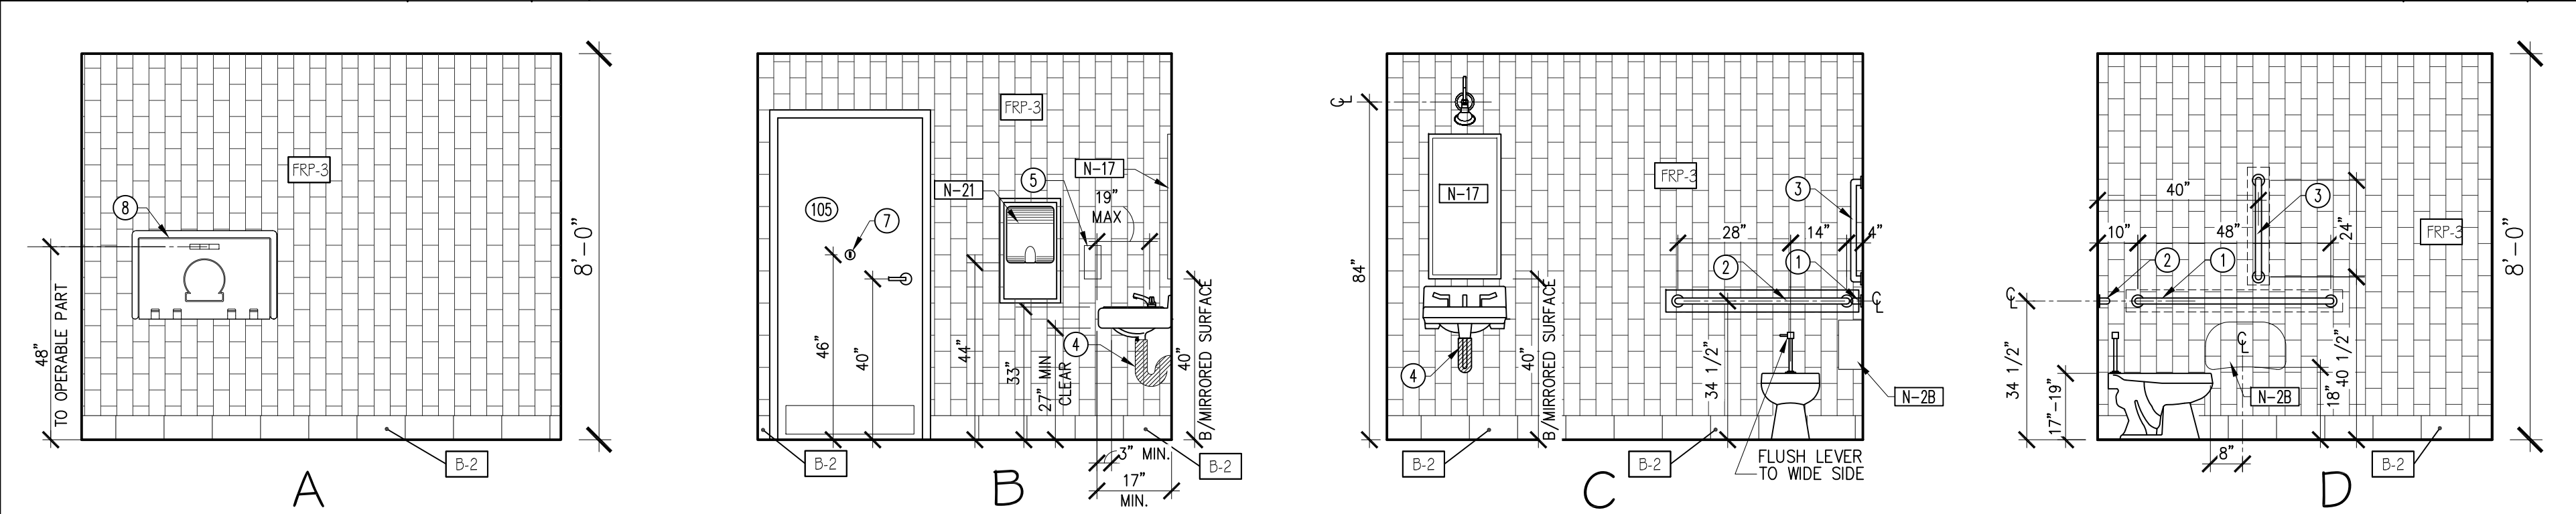 8
FRP-3
48"
TO OPERABLE PART
8'-0"
B-2
A
FRP-3
N-17
N-21
5
19"
MAX
105
7
46"
40"
44"
33"
27" MIN
CLEAR
4
40"
B/MIRRORED SURFACE
3" MIN.
17"
MIN.
B-2
B-2
B
℄
84"
N-17
FRP-3
3
28"
14"
4"
2
1
℄
4
40"
B/MIRRORED SURFACE
34 1/2"
N-2B
B-2
B-2
FLUSH LEVER
TO WIDE SIDE
C
40"
3
10"
48"
24"
FRP-3
2
1
℄
℄
34 1/2"
17"-19"
N-2B
18"
40 1/2"
8"
8'-0"
B-2
D